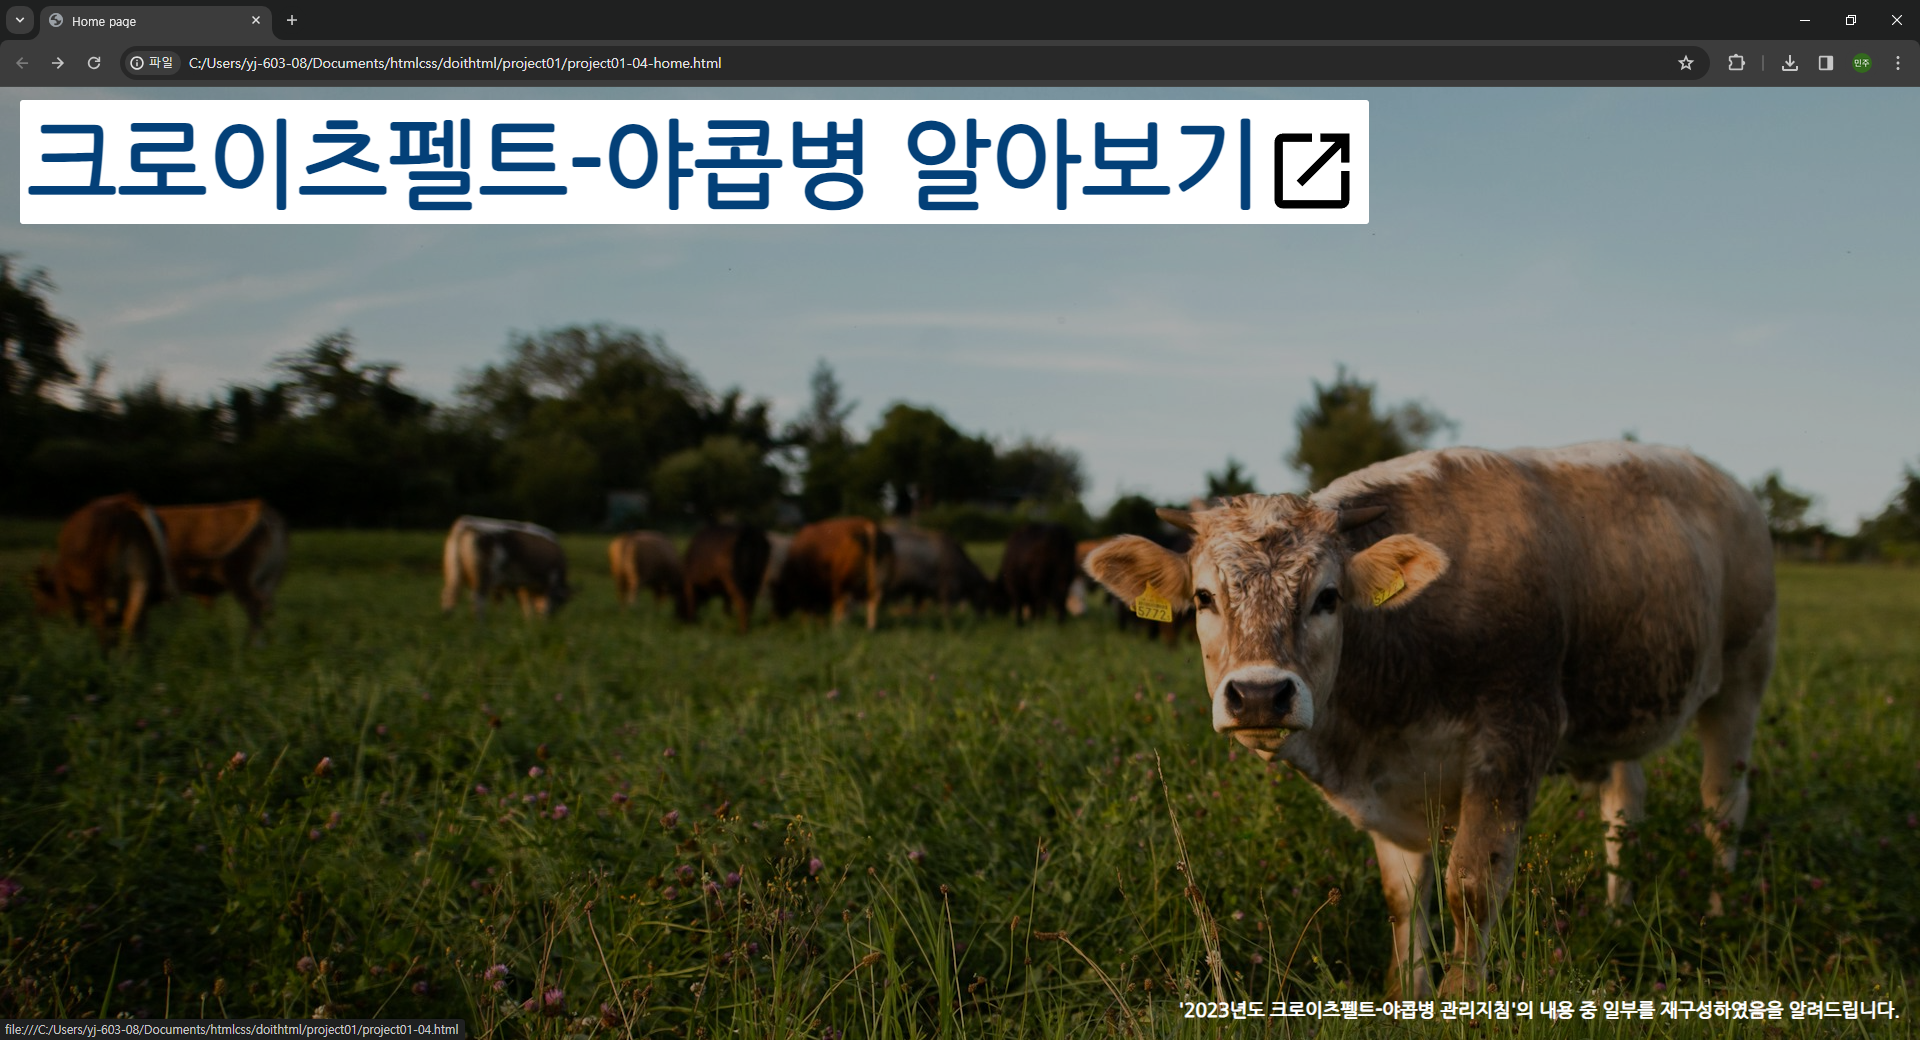 Home page
파일
C:/Users/yj-603-08/Documents/htmlcss/doithtml/project01/project01-04-home.html
민주
크로이츠펠트-야콥병 알아보기
5772
'2023년도 크로이츠펠트-야콥병 관리지침'의 내용 중 일부를 재구성하였음을 알려드립니다.
file:///C:/Users/yj-603-08/Documents/htmlcss/doithtml/project01/project01-04.html